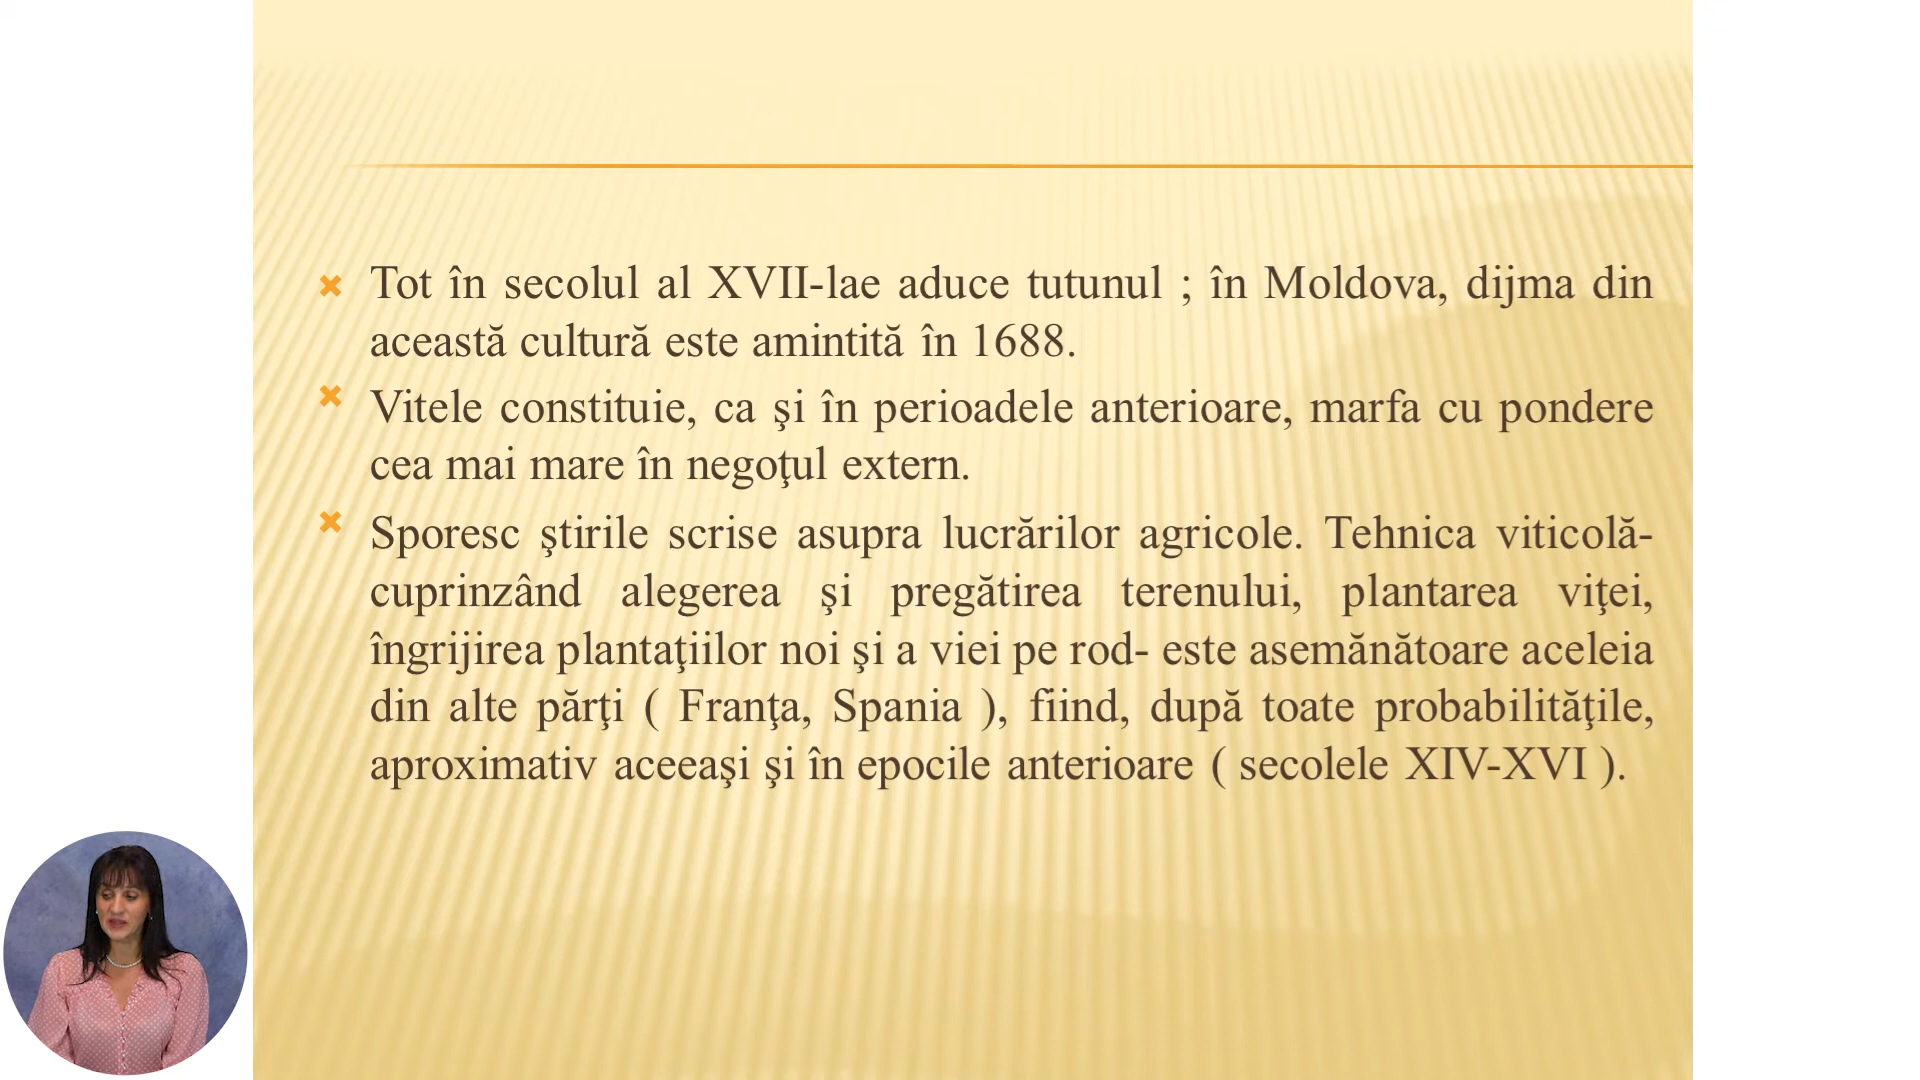 Tot în secolul al XVII-lae aduce tutunul ; în Moldova, dijma din
această cultură este amintită în 1688.
Vitele constituie, ca şi în perioadele anterioare, marfa cu pondere
cea mai mare în negoţul extern.
Sporesc ştirile scrise asupra lucrărilor agricole. Tehnica viticolă-
cuprinzând alegerea şi pregătirea terenului, plantarea viţei,
îngrijirea plantaţiilor noi şi a viei pe rod- este asemănătoare aceleia
din alte părţi ( Franţa, Spania ), fiind, după toate probabilităţile,
aproximativ aceeaşi şi în epocile anterioare ( secolele XIV-XVI ).